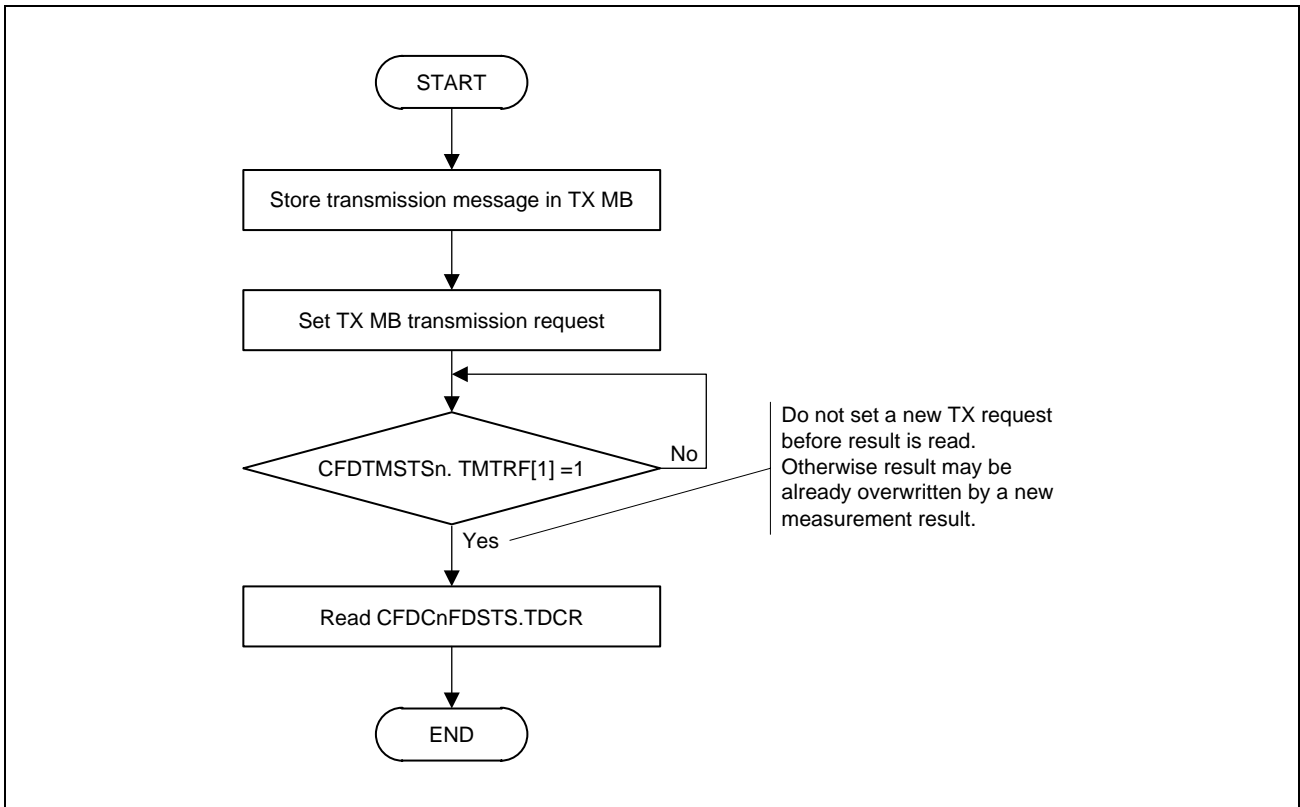 START
Store transmission message in TX MB
Set TX MB transmission request
CFDTMSTSn. TMTRF[1] =1
No
Do not set a new TX request
before result is read.
Otherwise result may be
already overwritten by a new
measurement result.
Yes
Read CFDCnFDSTS.TDCR
END